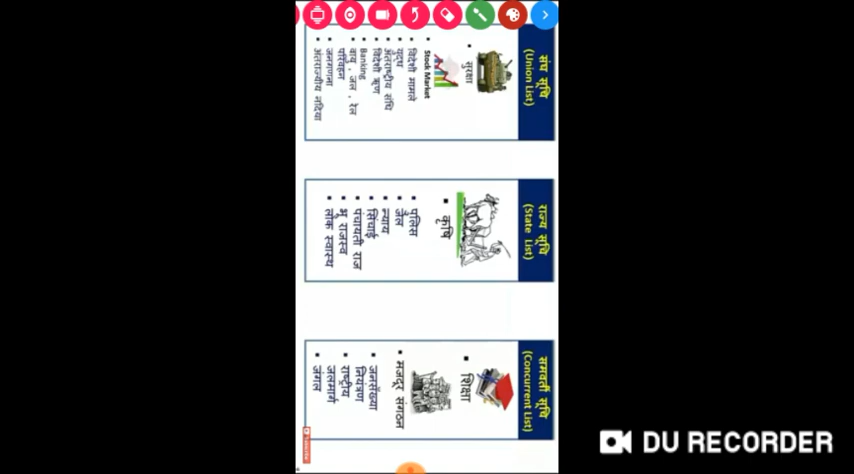 संघ सूचि
(Union List)
सुरक्षा
Stock Market
विदेशी मामले
युद्ध
अंतराष्ट्रीय संधि
विदेशी ऋण
Banking
वायु , जल , रेल
परिवहन
जनगणना
अंतराज्यीय नदिया
राज्य सूचि
(State List)
कृषि
पुलिस
जेल
न्याय
सिंचाई
पंचायती राज
भू राजस्व
लोक स्वास्थ
समवर्ती सूचि
(Concurrent List)
शिक्षा
मजदूर संगठन
जनसँख्या
नियंत्रण
राष्ट्रीय
जलमार्ग
जंगल
DU RECORDER